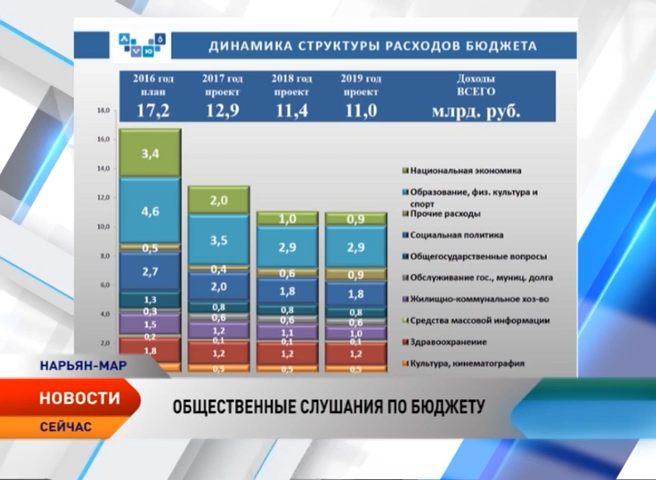 ДИНАМИКА СТРУКТУРЫ РАСХОДОВ БЮДЖЕТА
2016 год 2017 год 2018 год 2019 год Доходы
план проект проект проект ВСЕГО
17,2 12,9 11,4 11,0 млрд. руб.
18,0
16,0
14,0
12,0
10,0
8,0
6,0
4,0
2,0
3,4
4,6
0,5
2,7
1,3
0,3
1,5
0,2
1,8
2,0
3,5
0,4
2,0
0,8
0,6
1,2
0,1
1,2
0,5
1,0
2,9
0,6
1,8
0,8
0,6
1,1
0,1
1,2
0,5
0,9
2,9
0,9
1,8
0,8
0,6
1,0
0,1
1,2
0,5
Национальная экономика
Образование, физ. культура и
спорт
Прочие расходы
Социальная политика
Общегосударственные вопросы
Обслуживание гос., муниц. долга
Жилищно-коммунальное хоз-во
Средства массовой информации
Здравоохранение
Культура, кинематография
НАРЬЯН-МАР
НОВОСТИ
СЕЙЧАС
ОБЩЕСТВЕННЫЕ СЛУШАНИЯ ПО БЮДЖЕТУ